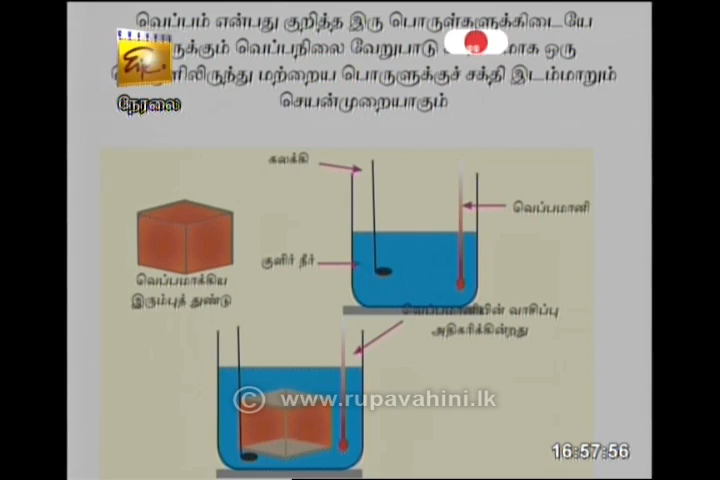 வெப்பம் என்பது குறித்த இரு பொருள்களுக்கிடையே
வெப்பநிலை வேறுபாடு ஒரு
மற்றைய பொருளுக்குச் சக்தி இடம்மாறும்
செயன்முறையாகும்
நேரலை
கலக்கி
வெப்பமானி
குளிர் நீர்
வெப்பமாக்கிய
இரும்புத் துண்டு
வெப்பமானியின் வாசிப்பு
அதிகரிக்கின்றது
© www.rupavahini.lk
16:57:56